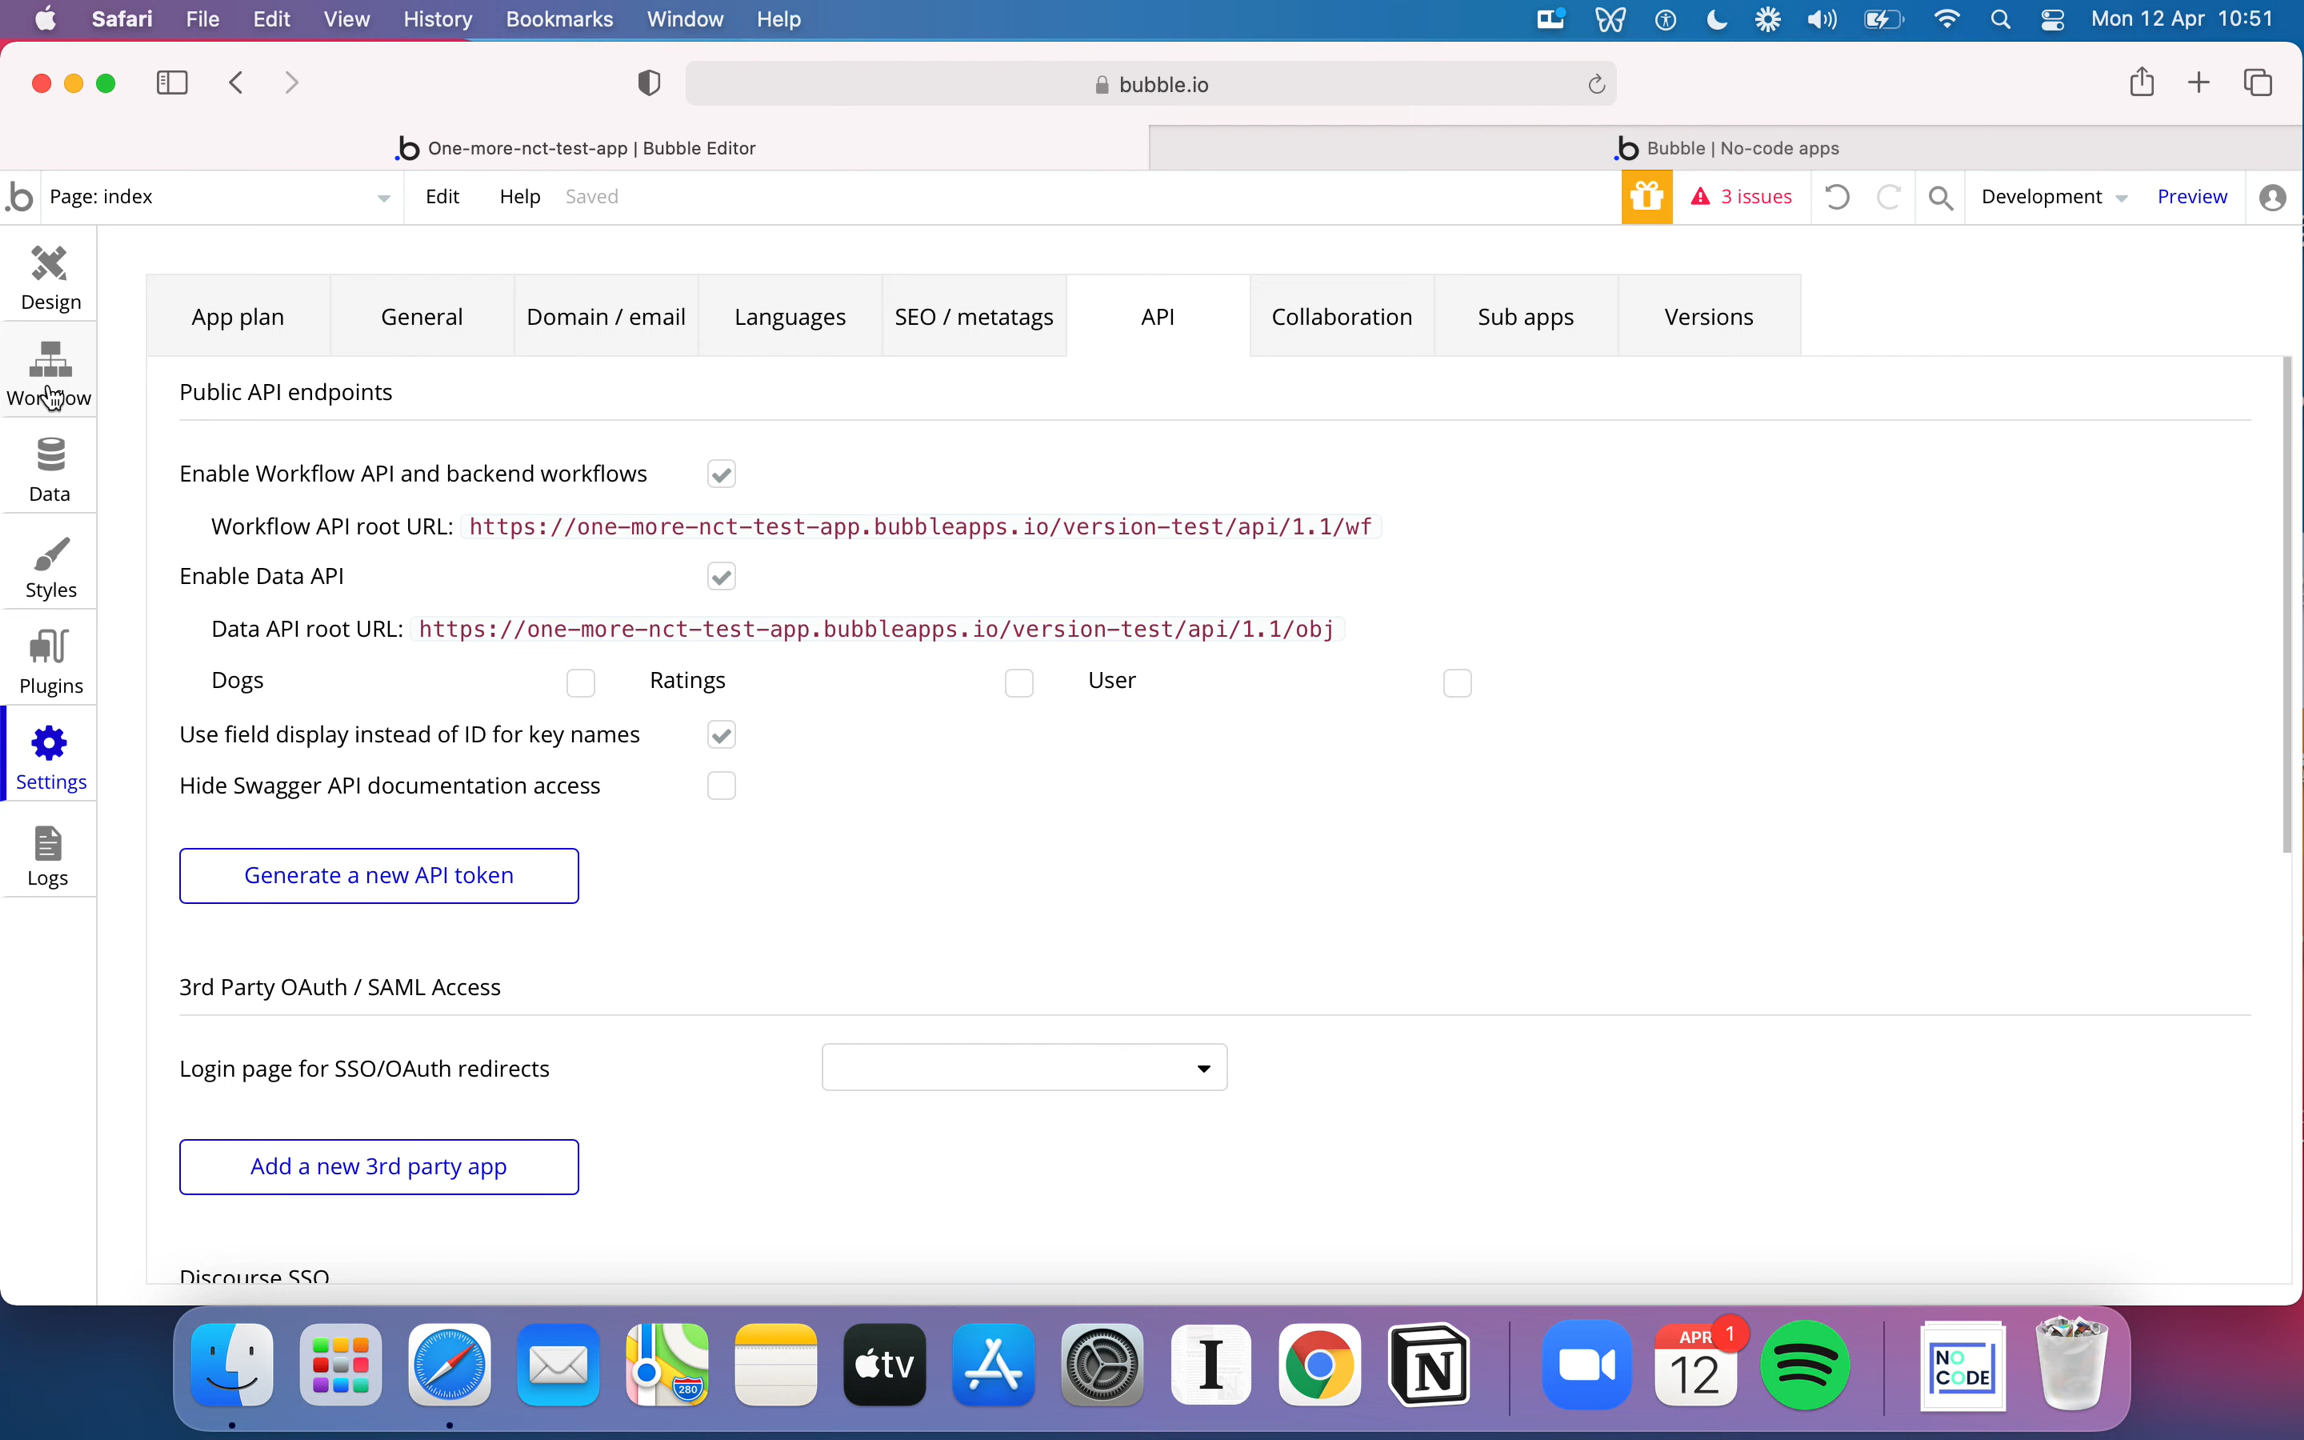 Safari File Edit View History Bookmarks Window Help Mon 12 Apr 10:51
bubble.io
.b One-more-nct-test-app | Bubble Editor
.b Bubble | No-code apps
.b Page: index Edit Help Saved 3 issues Development Preview
Design
Workflow
Data
Styles
Plugins
Settings
Logs
App plan General Domain / email Languages SEO / metatags API Collaboration Sub apps Versions
Public API endpoints
Enable Workflow API and backend workflows
Workflow API root URL: https://one-more-nct-test-app.bubbleapps.io/version-test/api/1.1/wf
Enable Data API
Data API root URL: https://one-more-nct-test-app.bubbleapps.io/version-test/api/1.1/obj
Dogs Ratings User
Use field display instead of ID for key names
Hide Swagger API documentation access
Generate a new API token
3rd Party OAuth / SAML Access
Login page for SSO/OAuth redirects
Add a new 3rd party app
Discourse SSO
280
tv
I
N
APR
12
1
NO
CODE